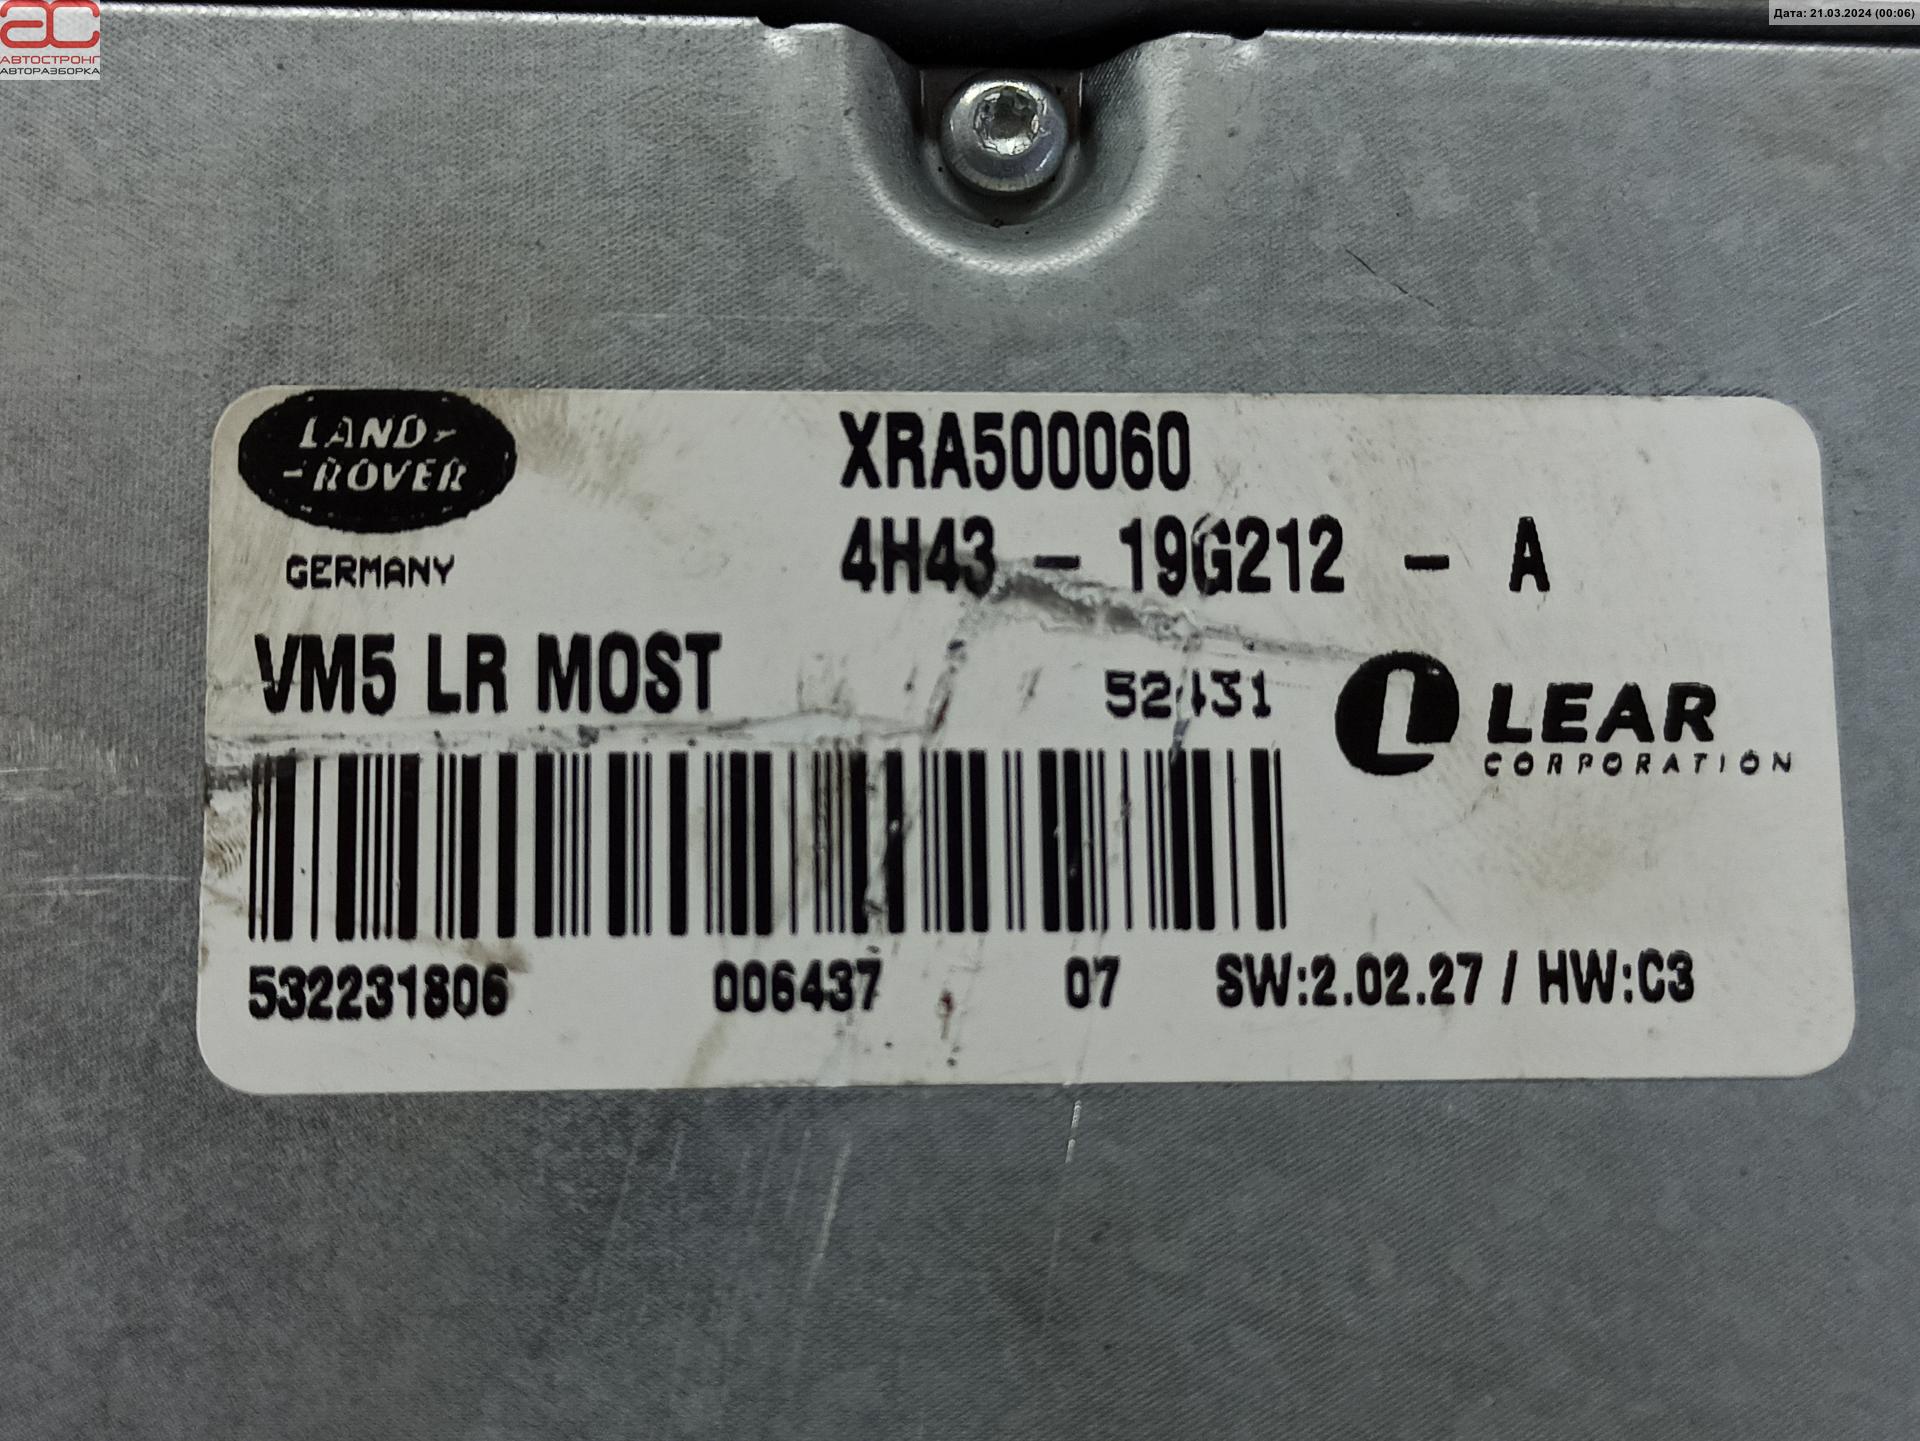 АС
АВТОСТРОНГ
АВТОРАЗБОРКА
Дата: 21.03.2024 (00:06)
LAND-
-ROVER
GERMANY
XRA500060
4H43 - 19G212 - A
VM5 LR MOST
52431
LEAR
CORPORATION
532231806 006437 07 SW:2.02.27 / HW:C3